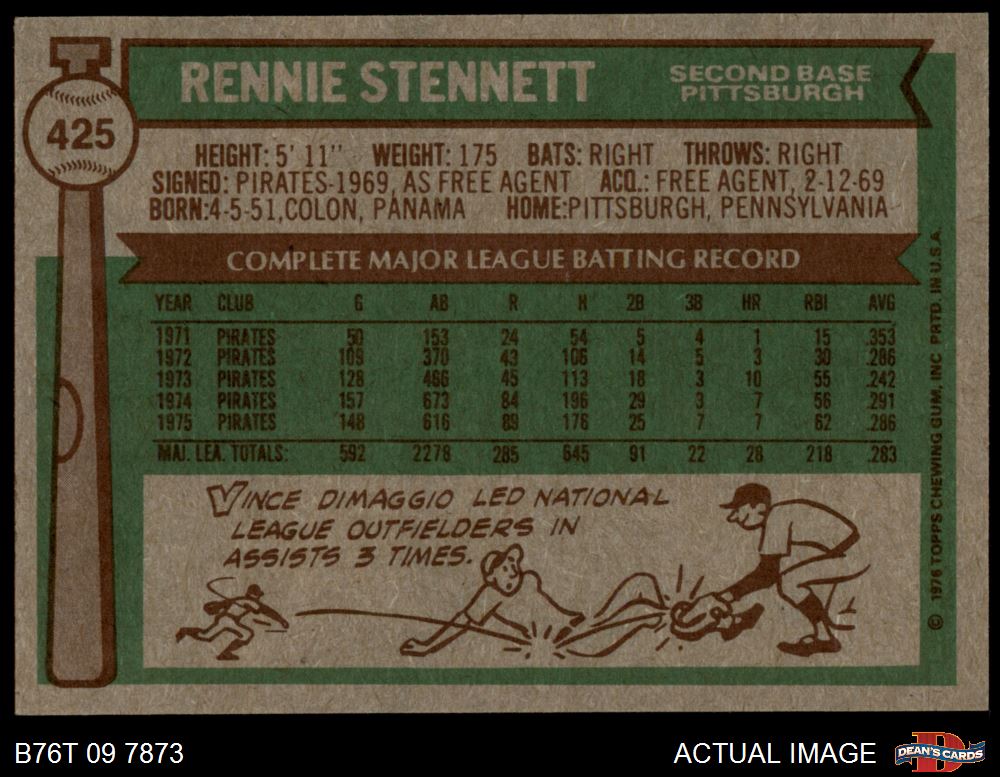 425
RENNIE STENNETT
SECOND BASE
PITTSBURGH
HEIGHT: 5' 11" WEIGHT: 175 BATS: RIGHT THROWS: RIGHT
SIGNED: PIRATES-1969, AS FREE AGENT ACQ.: FREE AGENT, 2-12-69
BORN:4-5-51,COLON, PANAMA HOME:PITTSBURGH, PENNSYLVANIA
COMPLETE MAJOR LEAGUE BATTING RECORD
YEAR CLUB G AB R H 2B 3B HR RBI AVG
1971 PIRATES 50 153 24 54 5 4 1 15 .353
1972 PIRATES 109 370 43 106 14 5 3 30 .286
1973 PIRATES 128 466 45 113 18 3 10 55 .242
1974 PIRATES 157 673 84 196 29 3 7 56 .291
1975 PIRATES 148 616 89 176 25 7 7 62 .286
MAJ. LEA. TOTALS: 592 2278 285 645 91 22 28 218 .283
VINCE DIMAGGIO LED NATIONAL
LEAGUE OUTFIELDERS IN
ASSISTS 3 TIMES.
© 1976 TOPPS CHEWING GUM, INC PRTD. IN U.S.A.
B76T 09 7873
ACTUAL IMAGE
D
DEAN'S CARDS